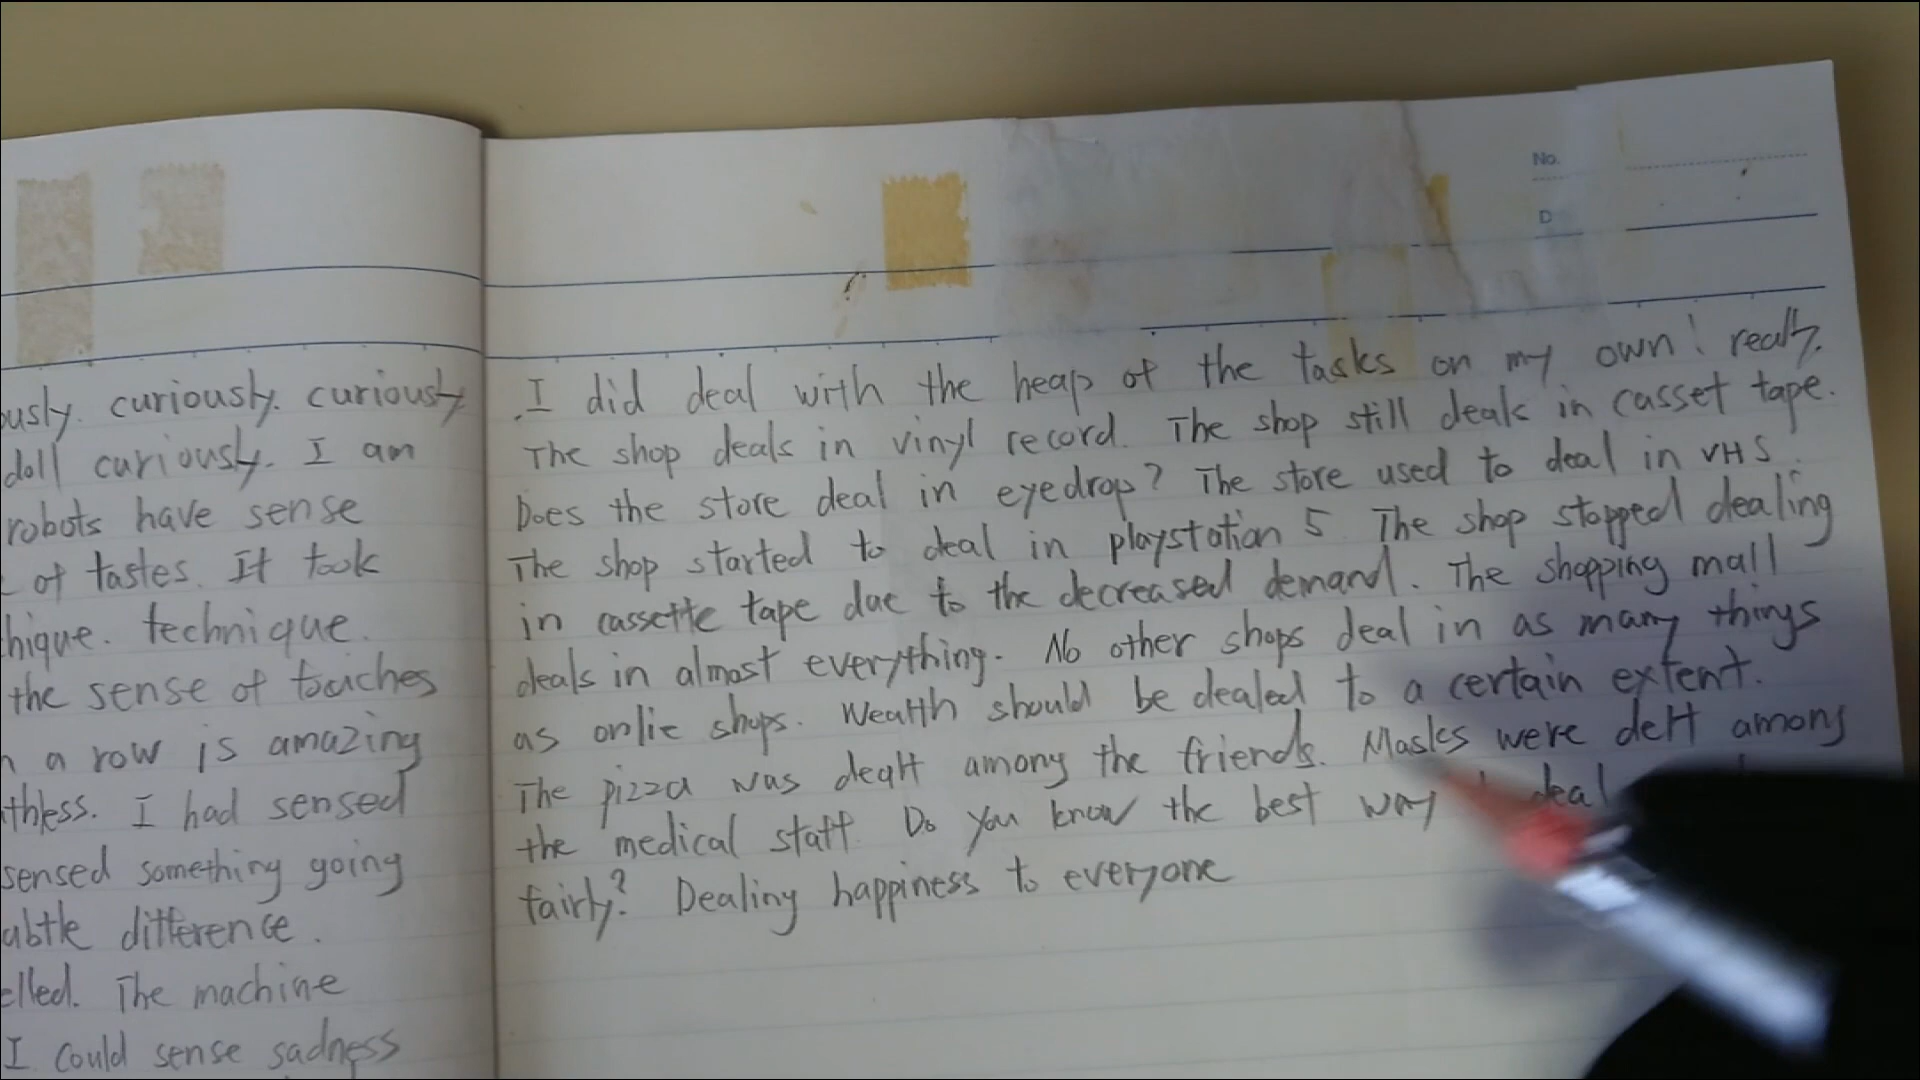 curiously. curiously
doll curiously. I am
robots have sense
of tastes. It took
technique.
the sense of touches
a row is amazing
I had sensed
sensed something going
difference.
The machine
I could sense sadness
No.
D
I did deal with the heap of the tasks on my own! really.
The shop deals in vinyl record. The shop still deals in casset tape.
Does the store deal in eyedrop? The store used to deal in VHS.
The shop started to deal in playstation 5. The shop stopped dealing
in cassette tape due to the decreased demand. The shopping mall
deals in almost everything. No other shops deal in as many things
as onlie shops. Wealth should be dealed to a certain extent.
The pizza was dealt among the friends. Masks were delt among
the medical staff. Do you know the best way deal
fairly? Dealing happiness to everyone